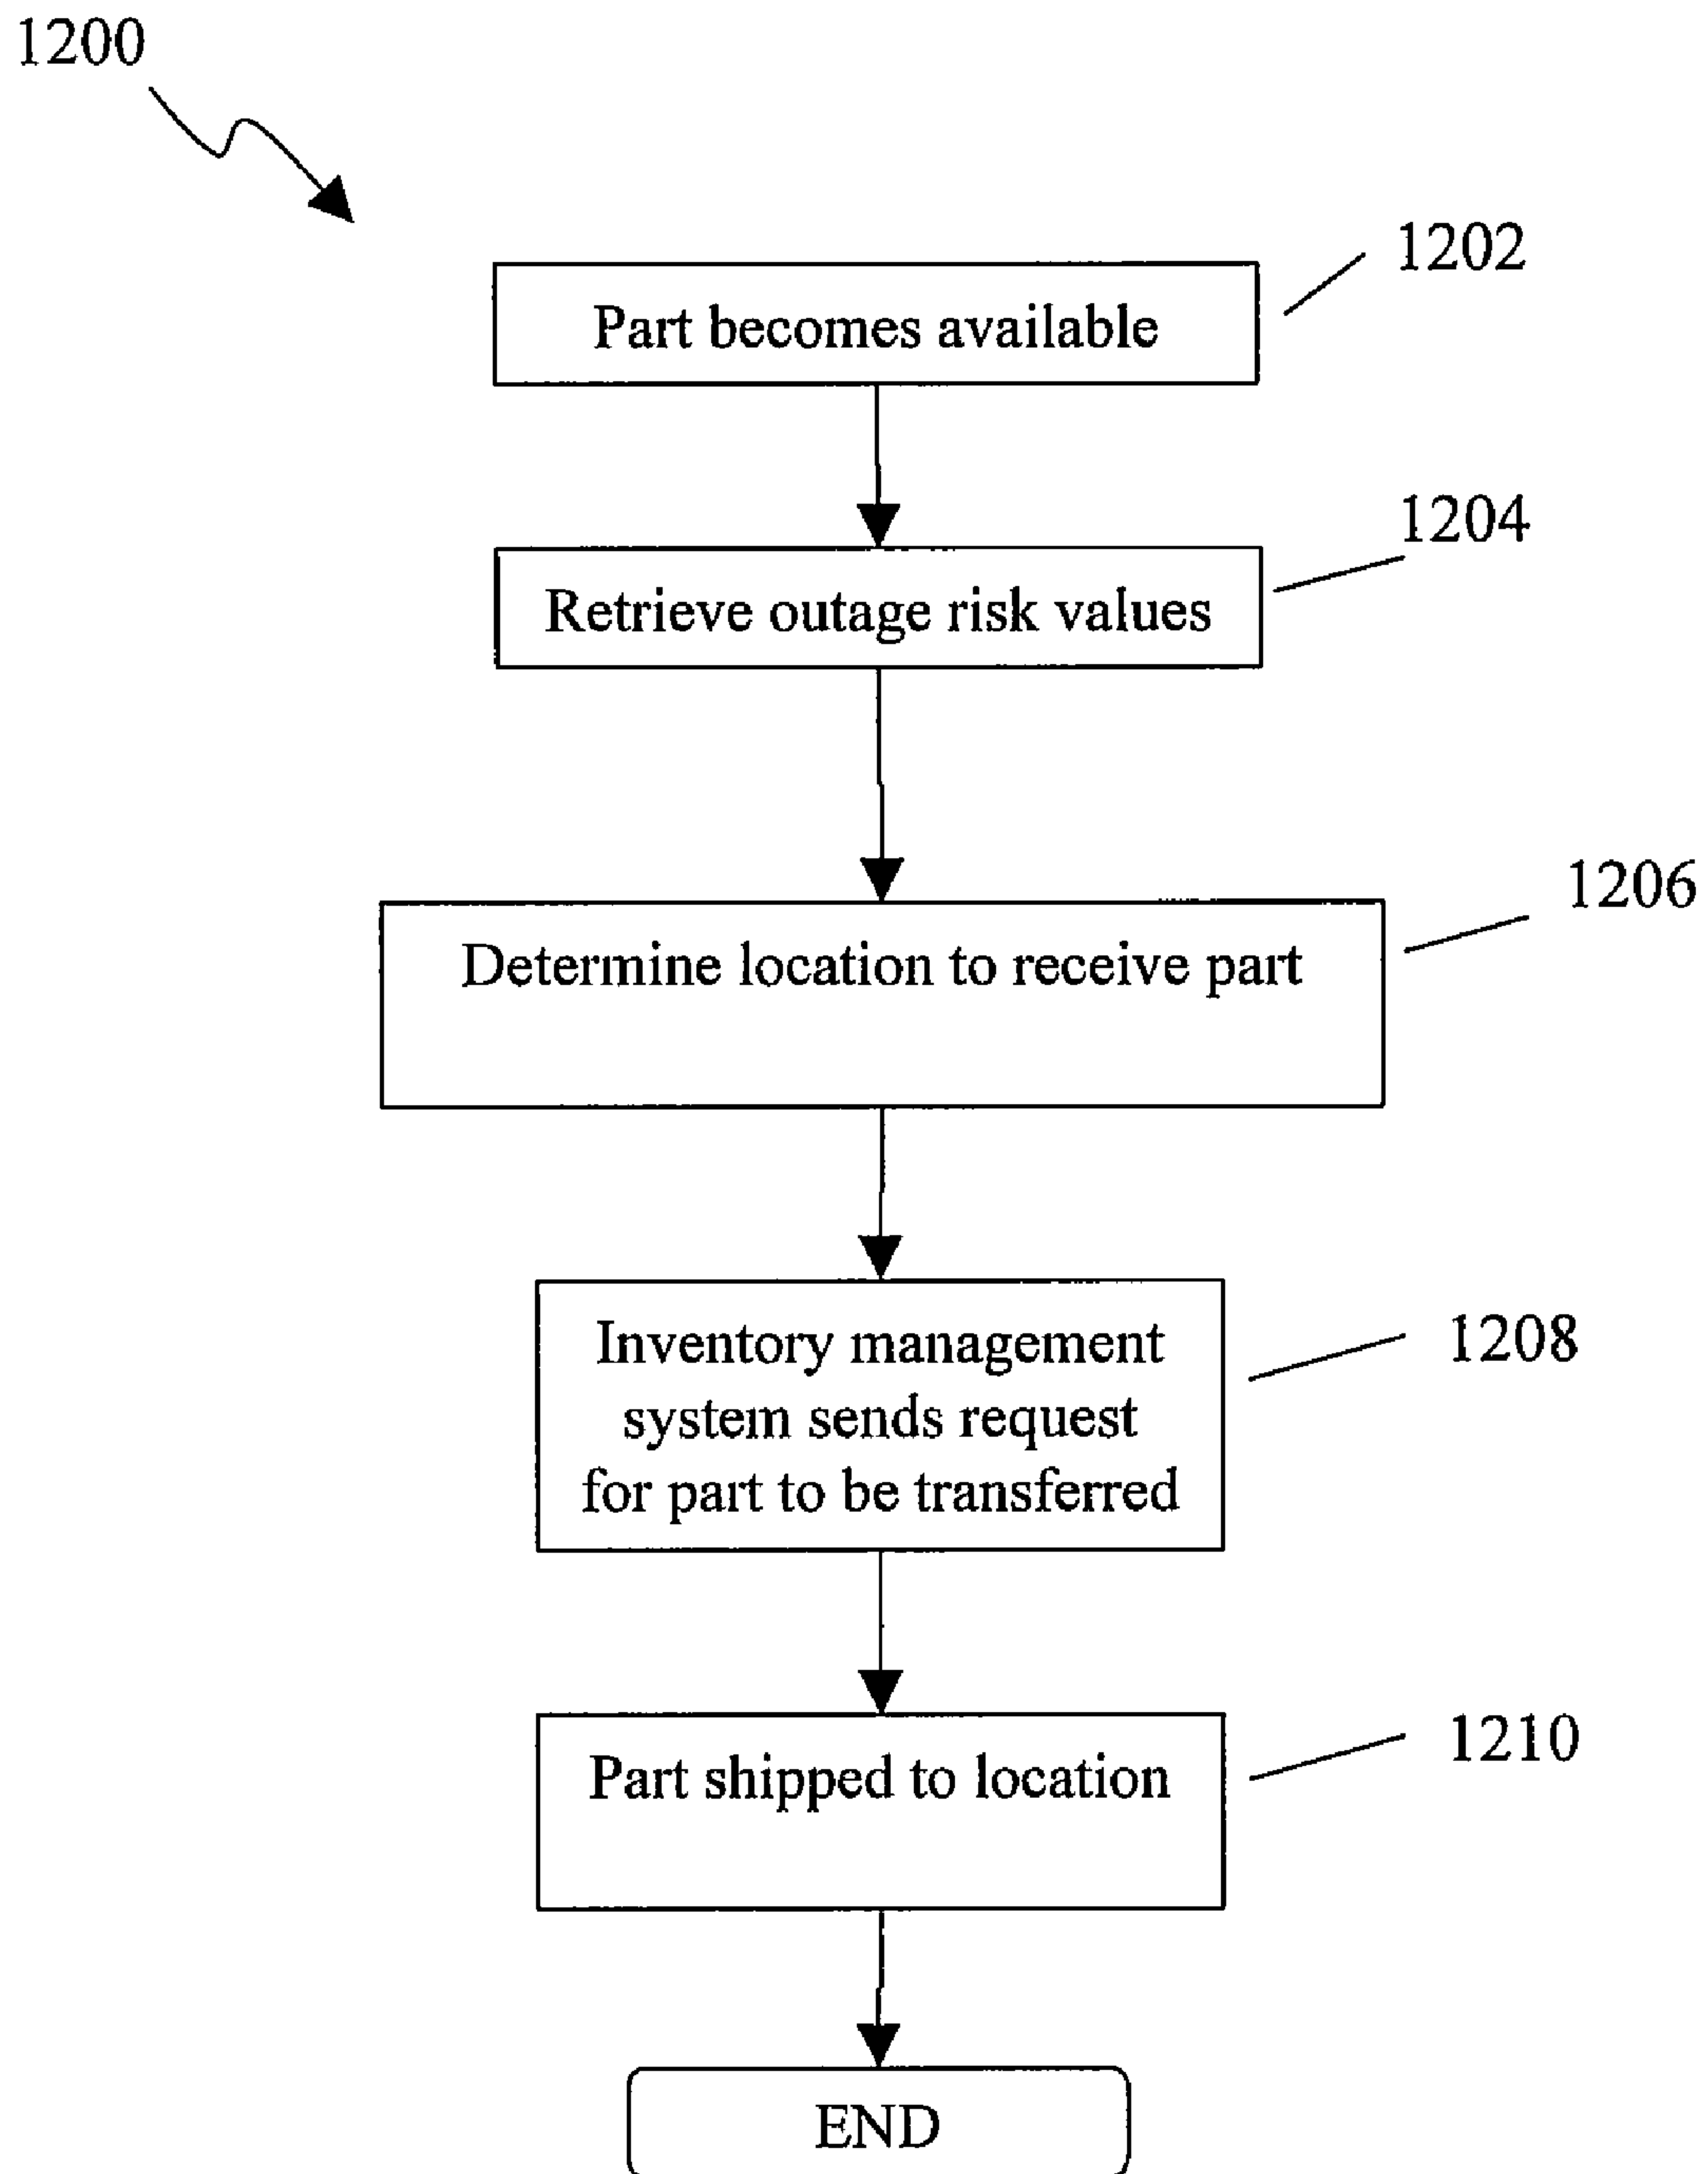 1200
1202
Part becomes available
1204
Retrieve outage risk values
1206
Determine location to receive part
1208
Inventory management
system sends request
for part to be transferred
1210
Part shipped to location
END